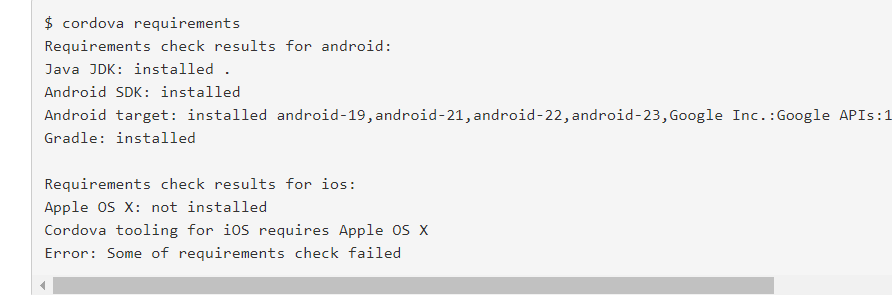 $ cordova requirements
Requirements check results for android:
Java JDK: installed .
Android SDK: installed
Android target: installed android-19,android-21,android-22,android-23,Google Inc.:Google APIs:1
Gradle: installed
Requirements check results for ios:
Apple OS X: not installed
Cordova tooling for iOS requires Apple OS X
Error: Some of requirements check failed